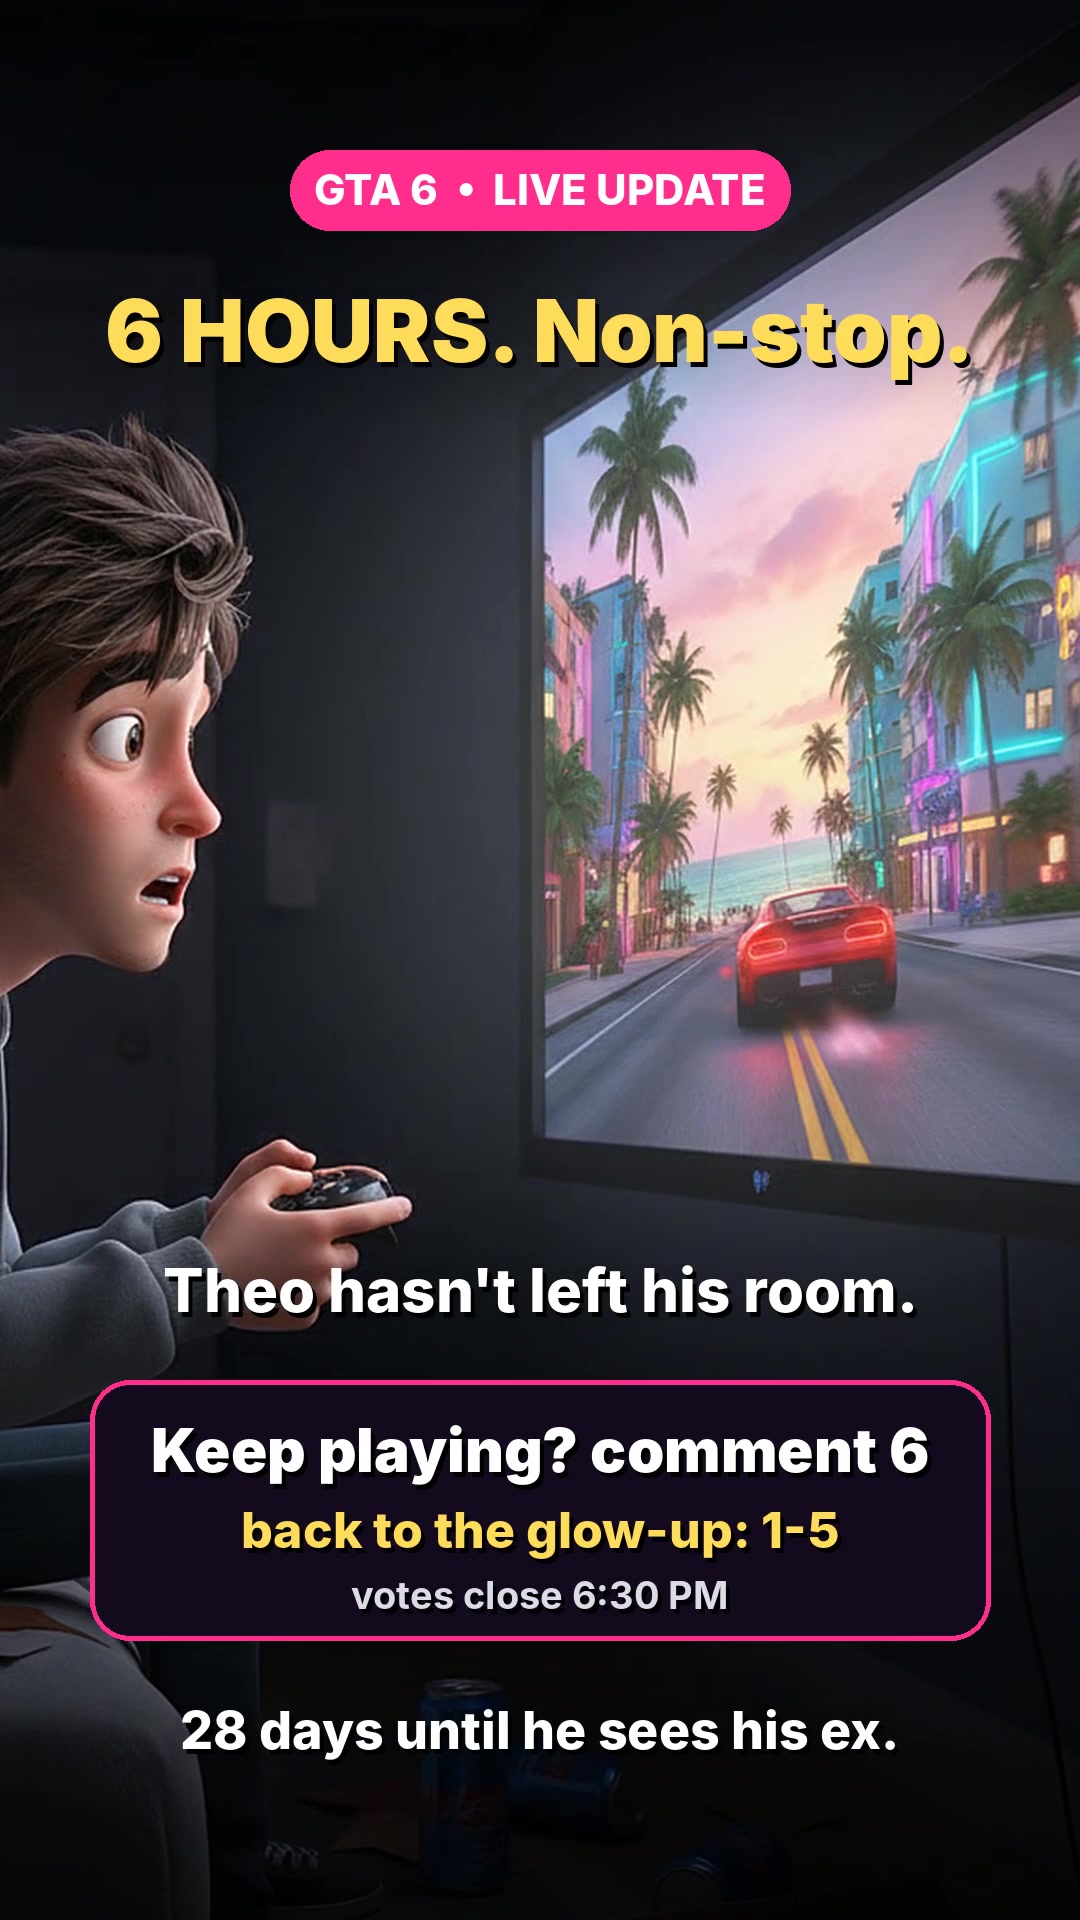 GTA 6 • LIVE UPDATE
6 HOURS. Non-stop.
Theo hasn't left his room.
Keep playing? comment 6
back to the glow-up: 1-5
votes close 6:30 PM
28 days until he sees his ex.